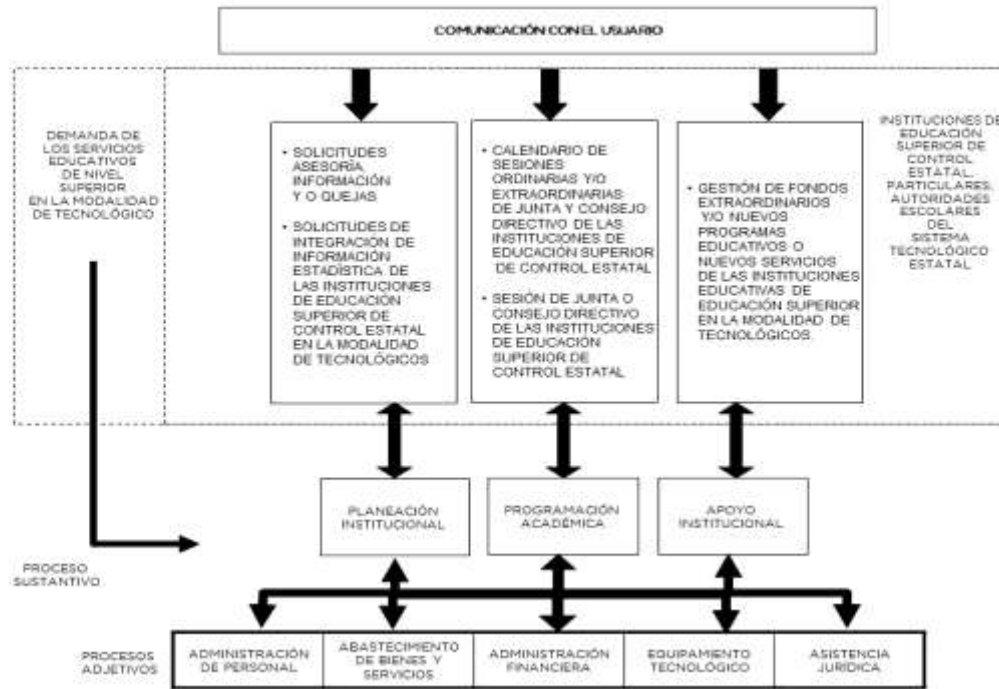 COMUNICACIÓN CON EL USUARIO
DEMANDA DE
LOS SERVICIOS
EDUCATIVOS
DE NIVEL
SUPERIOR
EN LA MODALIDAD
DE TECNOLÓGICO
• SOLICITUDES
ASESORÍA
INFORMACIÓN
Y O QUEJAS
• SOLICITUDES DE
INTEGRACIÓN DE
INFORMACIÓN
ESTADÍSTICA DE
LAS INSTITUCIONES
DE EDUCACIÓN
SUPERIOR DE
CONTROL ESTATAL
EN LA MODALIDAD
DE TECNOLÓGICOS
• CALENDARIO DE
SESIONES
ORDINARIAS Y/O
EXTRAORDINARIAS
DE JUNTA Y CONSEJO
DIRECTIVO DE LAS
INSTITUCIONES DE
EDUCACIÓN SUPERIOR
DE CONTROL ESTATAL
• SESIÓN DE JUNTA O
CONSEJO DIRECTIVO
DE LAS INSTITUCIONES
DE EDUCACIÓN
SUPERIOR DE
CONTROL ESTATAL
• GESTIÓN DE FONDOS
EXTRAORDINARIOS
Y/O NUEVOS
PROGRAMAS
EDUCATIVOS O
NUEVOS SERVICIOS
DE LAS INSTITUCIONES
EDUCATIVAS DE
EDUCACIÓN SUPERIOR
EN LA MODALIDAD DE
TECNOLÓGICOS.
INSTITUCIONES DE
EDUCACIÓN
SUPERIOR DE
CONTROL
ESTATAL,
PARTICULARES,
AUTORIDADES
ESCOLARES
DEL
SISTEMA
TECNOLÓGICO
ESTATAL
PLANEACIÓN
INSTITUCIONAL
PROGRAMACIÓN
ACADÉMICA
APOYO
INSTITUCIONAL
PROCESO
SUSTANTIVO
PROCESOS
ADJETIVOS
ADMINISTRACIÓN
DE PERSONAL
ABASTECIMIENTO
DE BIENES Y
SERVICIOS
ADMINISTRACIÓN
FINANCIERA
EQUIPAMIENTO
TECNOLÓGICO
ASISTENCIA
JURÍDICA